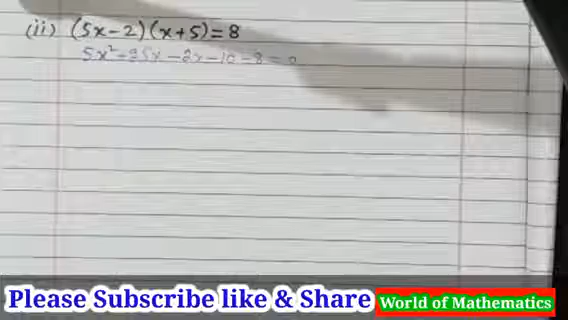 (ii) (5x-2)(x+5)=8
5x²+25x-2x-10-8=0
Please Subscribe like & Share World of Mathematics